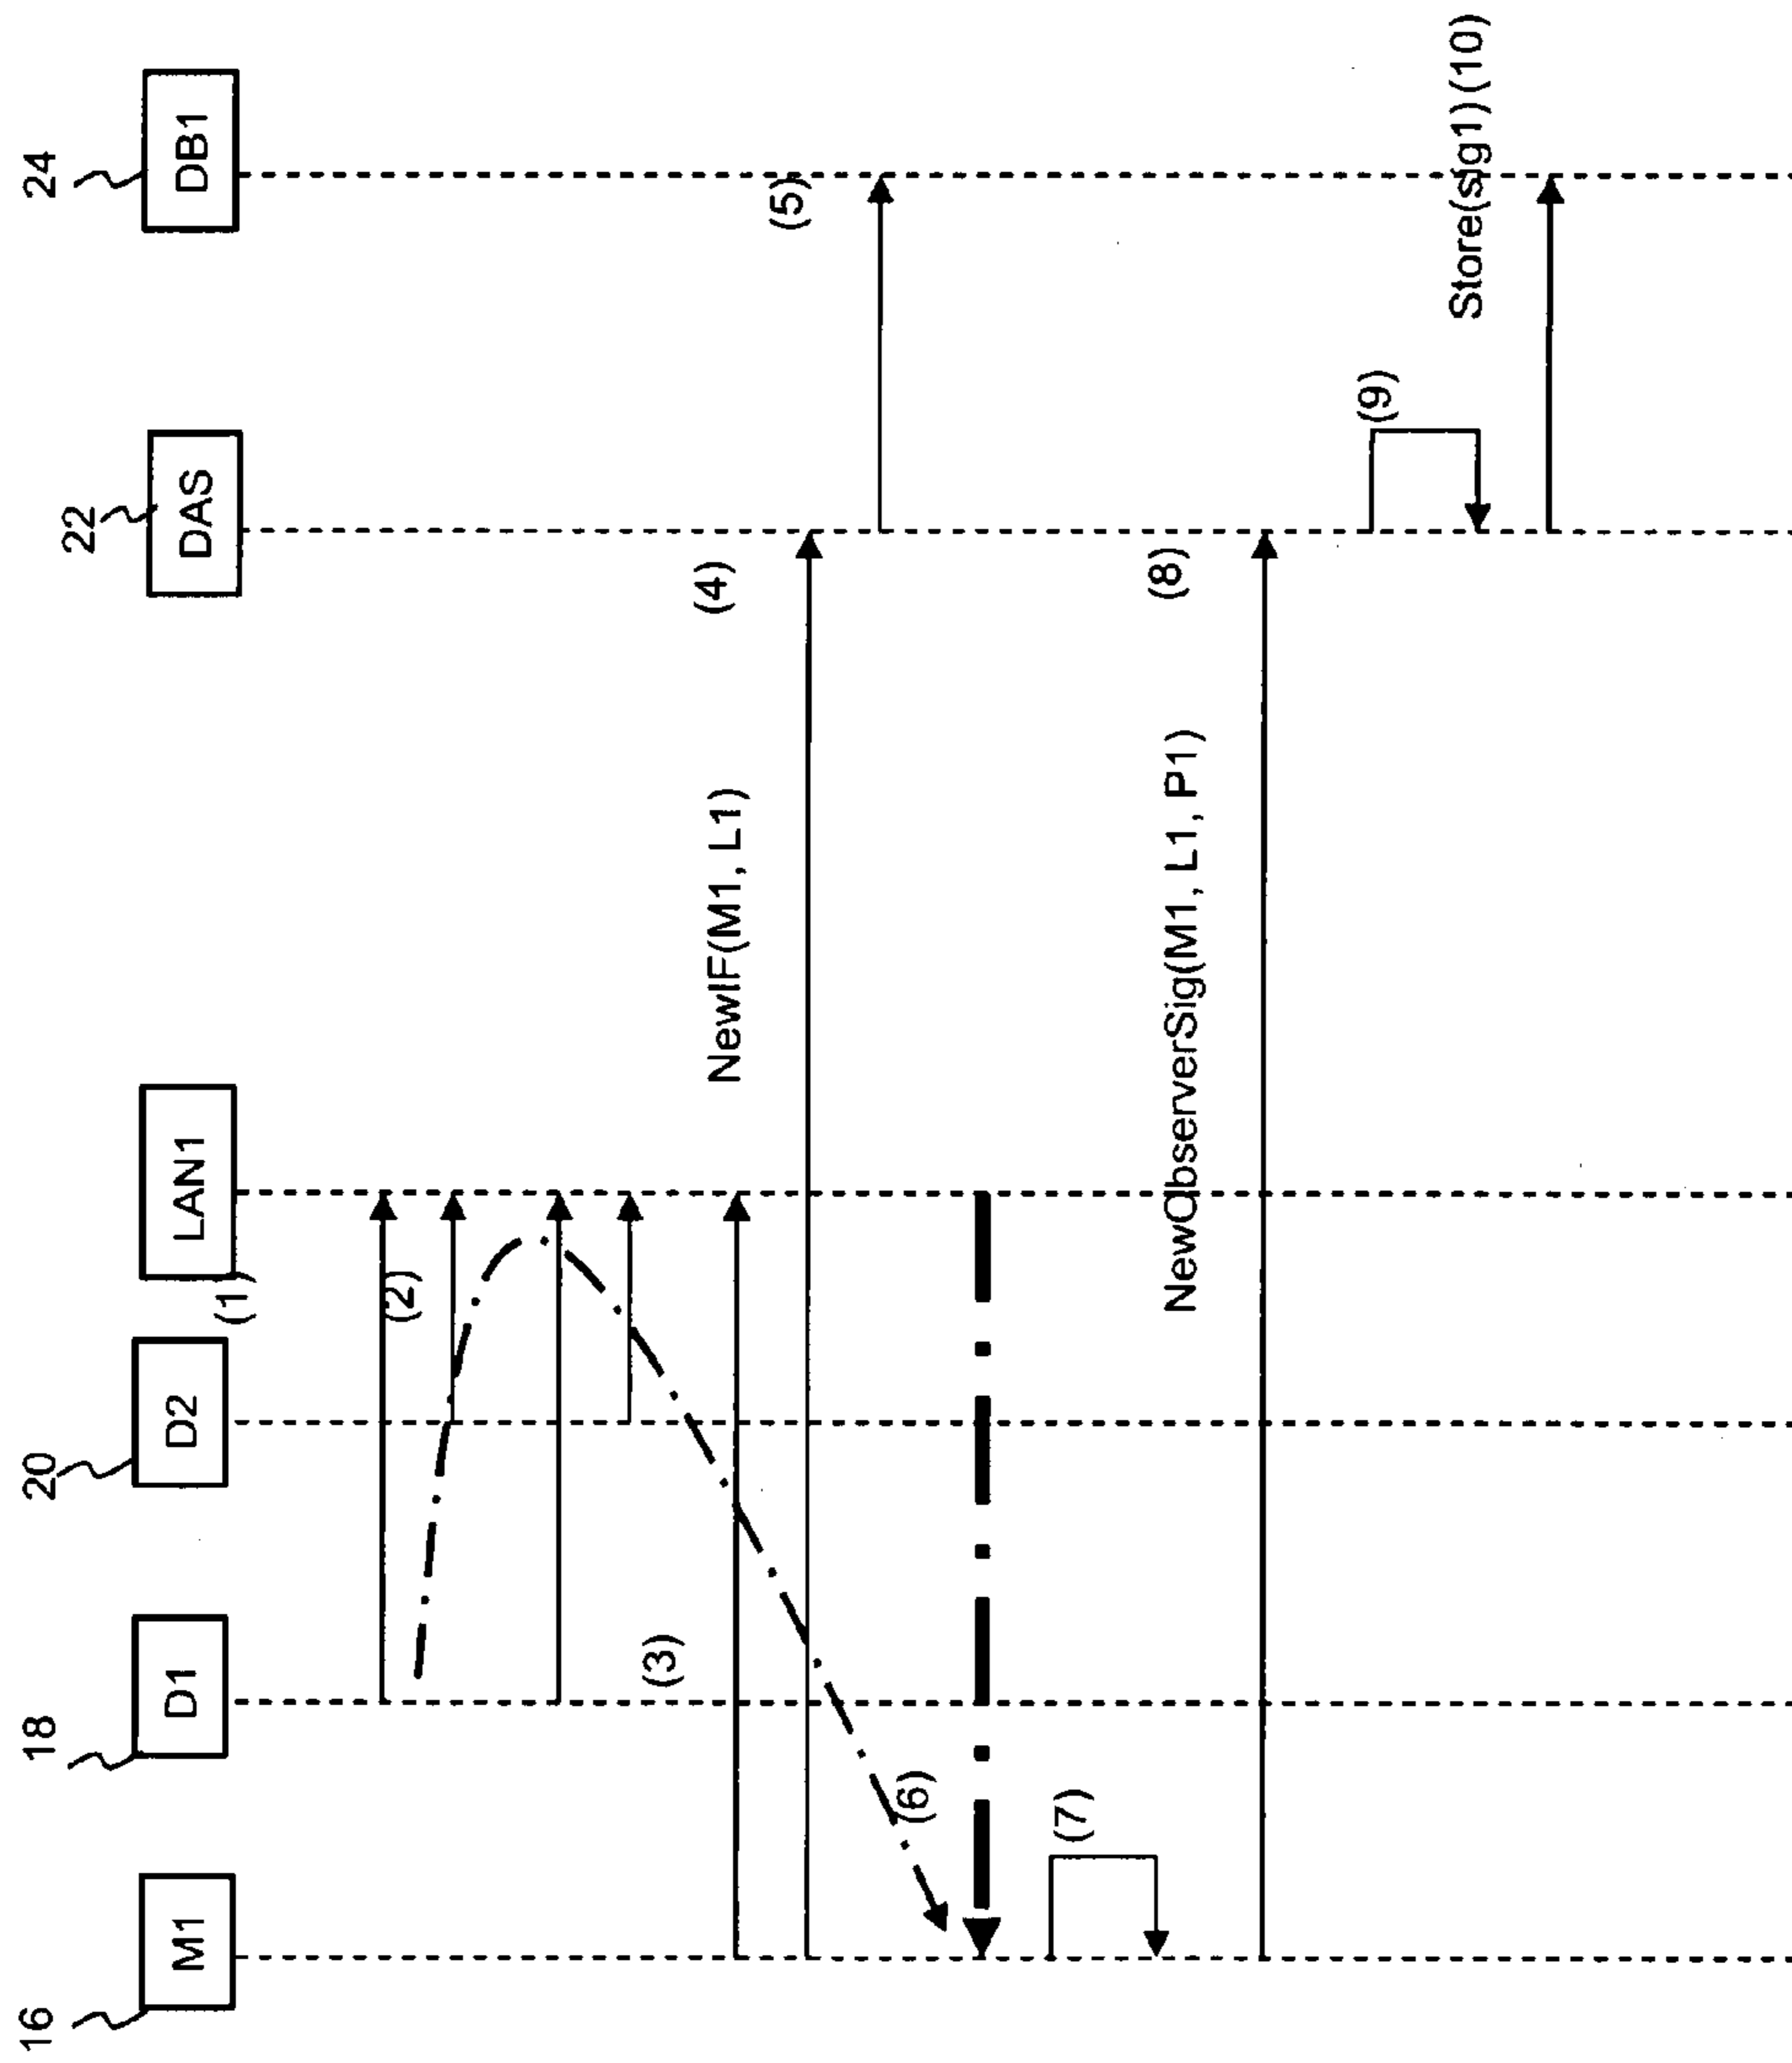 16
18
20
22
24
M1
D1
D2
LAN1
DAS
DB1
(1)
(2)
(3)
NewIF(M1, L1)
(4)
(5)
(6)
(7)
NewObserverSig(M1, L1, P1)
(8)
(9)
Store(sig1) (10)